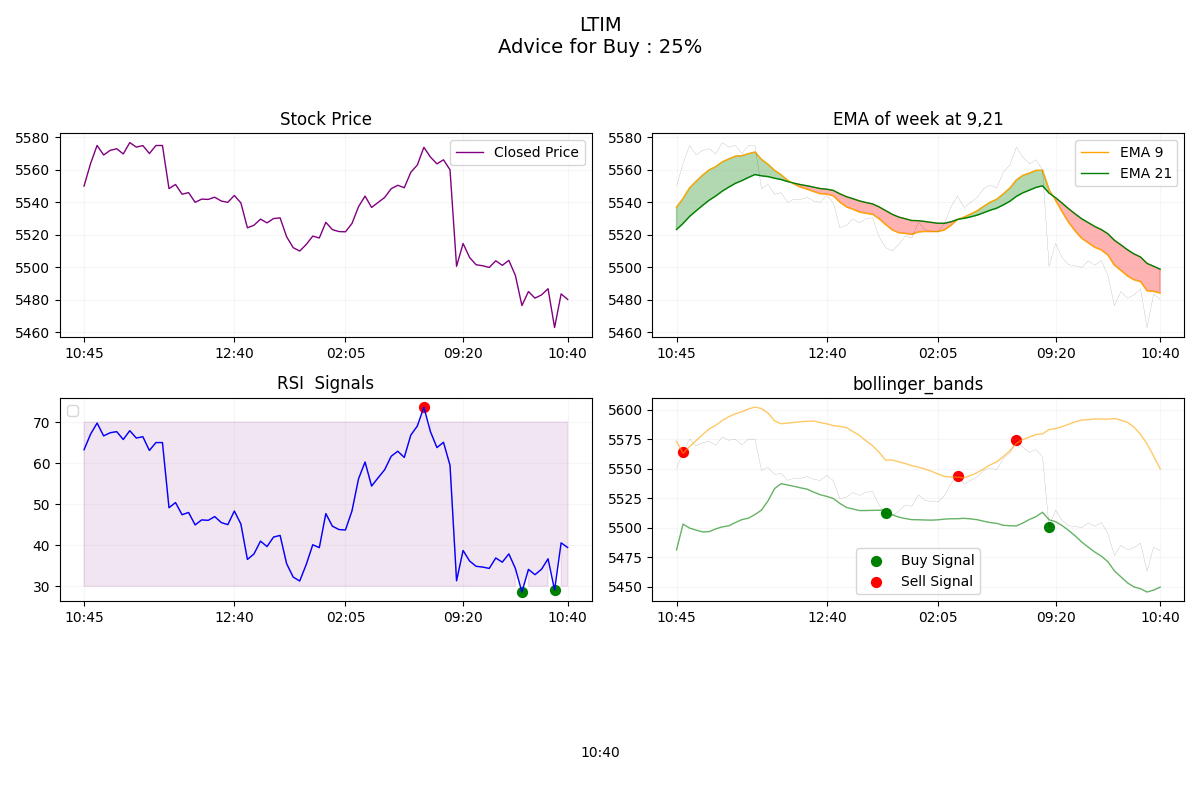 LTIM
Advice for Buy : 25%
Stock Price
5580
5560
5540
5520
5500
5480
5460
Closed Price
10:45 12:40 02:05 09:20 10:40
EMA of week at 9,21
5580
5560
5540
5520
5500
5480
5460
EMA 9
EMA 21
10:45 12:40 02:05 09:20 10:40
RSI  Signals
70
60
50
40
30
10:45 12:40 02:05 09:20 10:40
bollinger_bands
5600
5575
5550
5525
5500
5475
5450
Buy Signal
Sell Signal
10:45 12:40 02:05 09:20 10:40
10:40